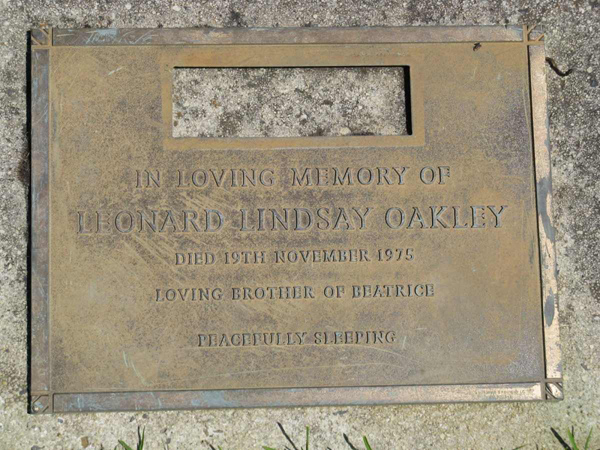 IN LOVING MEMORY OF
LEONARD LINDSAY OAKLEY
DIED 19TH NOVEMBER 1975
LOVING BROTHER OF BEATRICE
PEACEFULLY SLEEPING